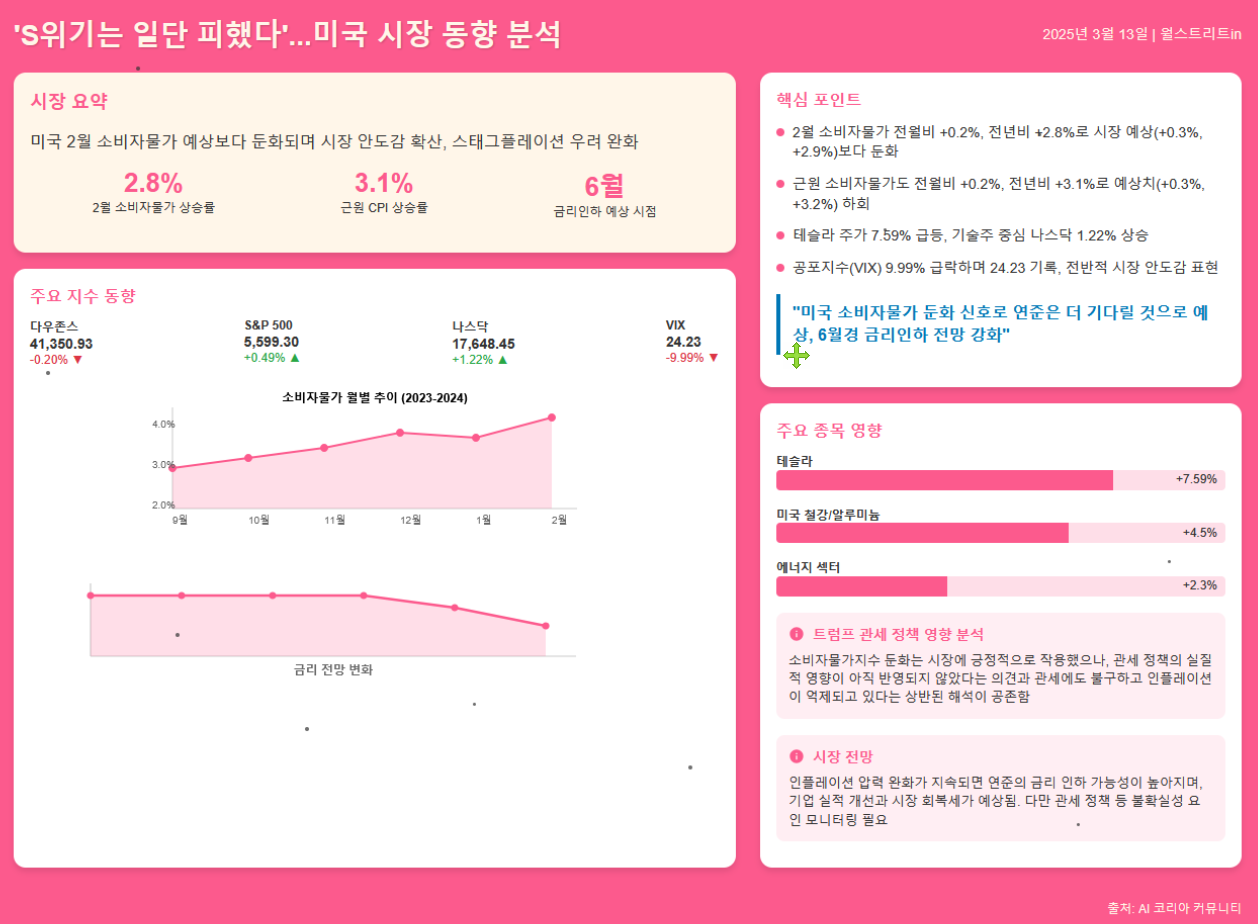 'S위기는 일단 피했다'...미국 시장 동향 분석
2025년 3월 13일 | 월스트리트in
시장 요약
미국 2월 소비자물가 예상보다 둔화되며 시장 안도감 확산, 스태그플레이션 우려 완화
2.8%
2월 소비자물가 상승률
3.1%
근원 CPI 상승률
6월
금리인하 예상 시점
주요 지수 동향
다우존스
41,350.93
-0.20% ▼
S&P 500
5,599.30
+0.49% ▲
나스닥
17,648.45
+1.22% ▲
VIX
24.23
-9.99% ▼
소비자물가 월별 추이 (2023-2024)
4.0%
3.0%
2.0%
9월 10월 11월 12월 1월 2월
금리 전망 변화
핵심 포인트
2월 소비자물가 전월비 +0.2%, 전년비 +2.8%로 시장 예상(+0.3%,
+2.9%)보다 둔화
근원 소비자물가도 전월비 +0.2%, 전년비 +3.1%로 예상치(+0.3%,
+3.2%) 하회
테슬라 주가 7.59% 급등, 기술주 중심 나스닥 1.22% 상승
공포지수(VIX) 9.99% 급락하며 24.23 기록, 전반적 시장 안도감 표현
"미국 소비자물가 둔화 신호로 연준은 더 기다릴 것으로 예
상, 6월경 금리인하 전망 강화"
주요 종목 영향
테슬라
+7.59%
미국 철강/알루미늄
+4.5%
에너지 섹터
+2.3%
트럼프 관세 정책 영향 분석
소비자물가지수 둔화는 시장에 긍정적으로 작용했으나, 관세 정책의 실질
적 영향이 아직 반영되지 않았다는 의견과 관세에도 불구하고 인플레이션
이 억제되고 있다는 상반된 해석이 공존함
시장 전망
인플레이션 압력 완화가 지속되면 연준의 금리 인하 가능성이 높아지며,
기업 실적 개선과 시장 회복세가 예상됨. 다만 관세 정책 등 불확실성 요
인 모니터링 필요
출처: AI 코리아 커뮤니티